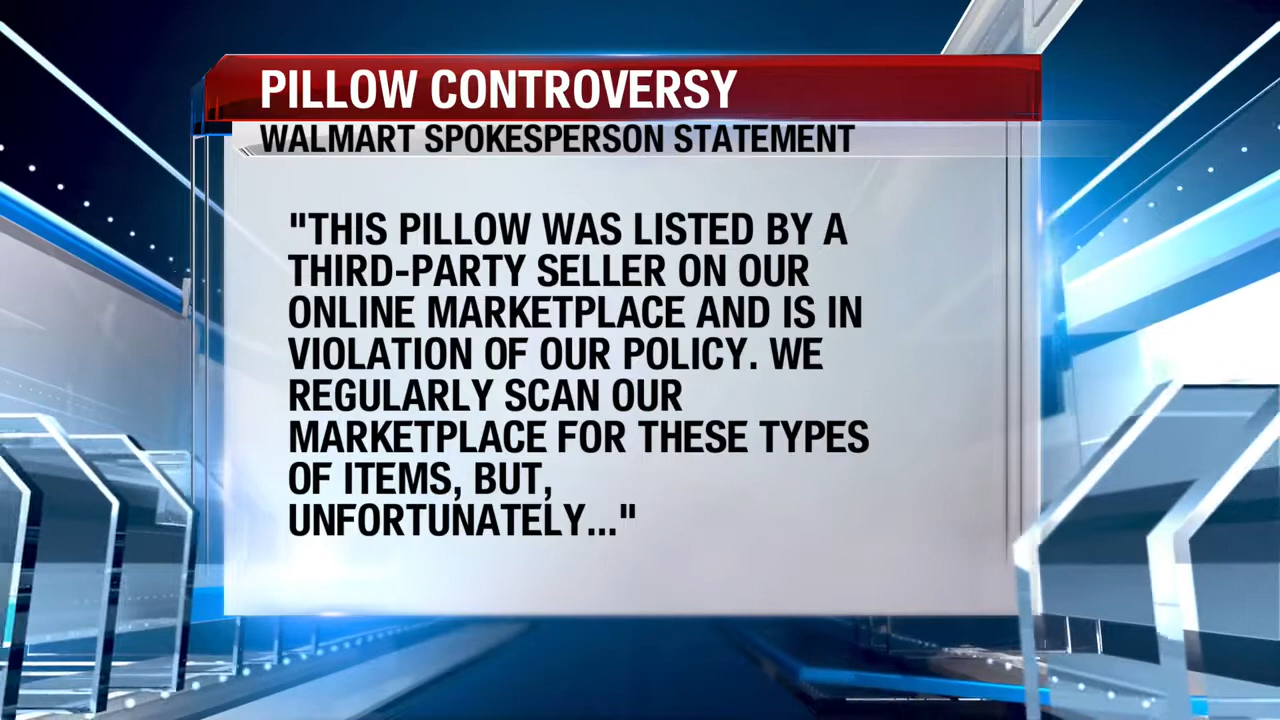 PILLOW CONTROVERSY
WALMART SPOKESPERSON STATEMENT
"THIS PILLOW WAS LISTED BY A
THIRD-PARTY SELLER ON OUR
ONLINE MARKETPLACE AND IS IN
VIOLATION OF OUR POLICY. WE
REGULARLY SCAN OUR
MARKETPLACE FOR THESE TYPES
OF ITEMS, BUT,
UNFORTUNATELY..."